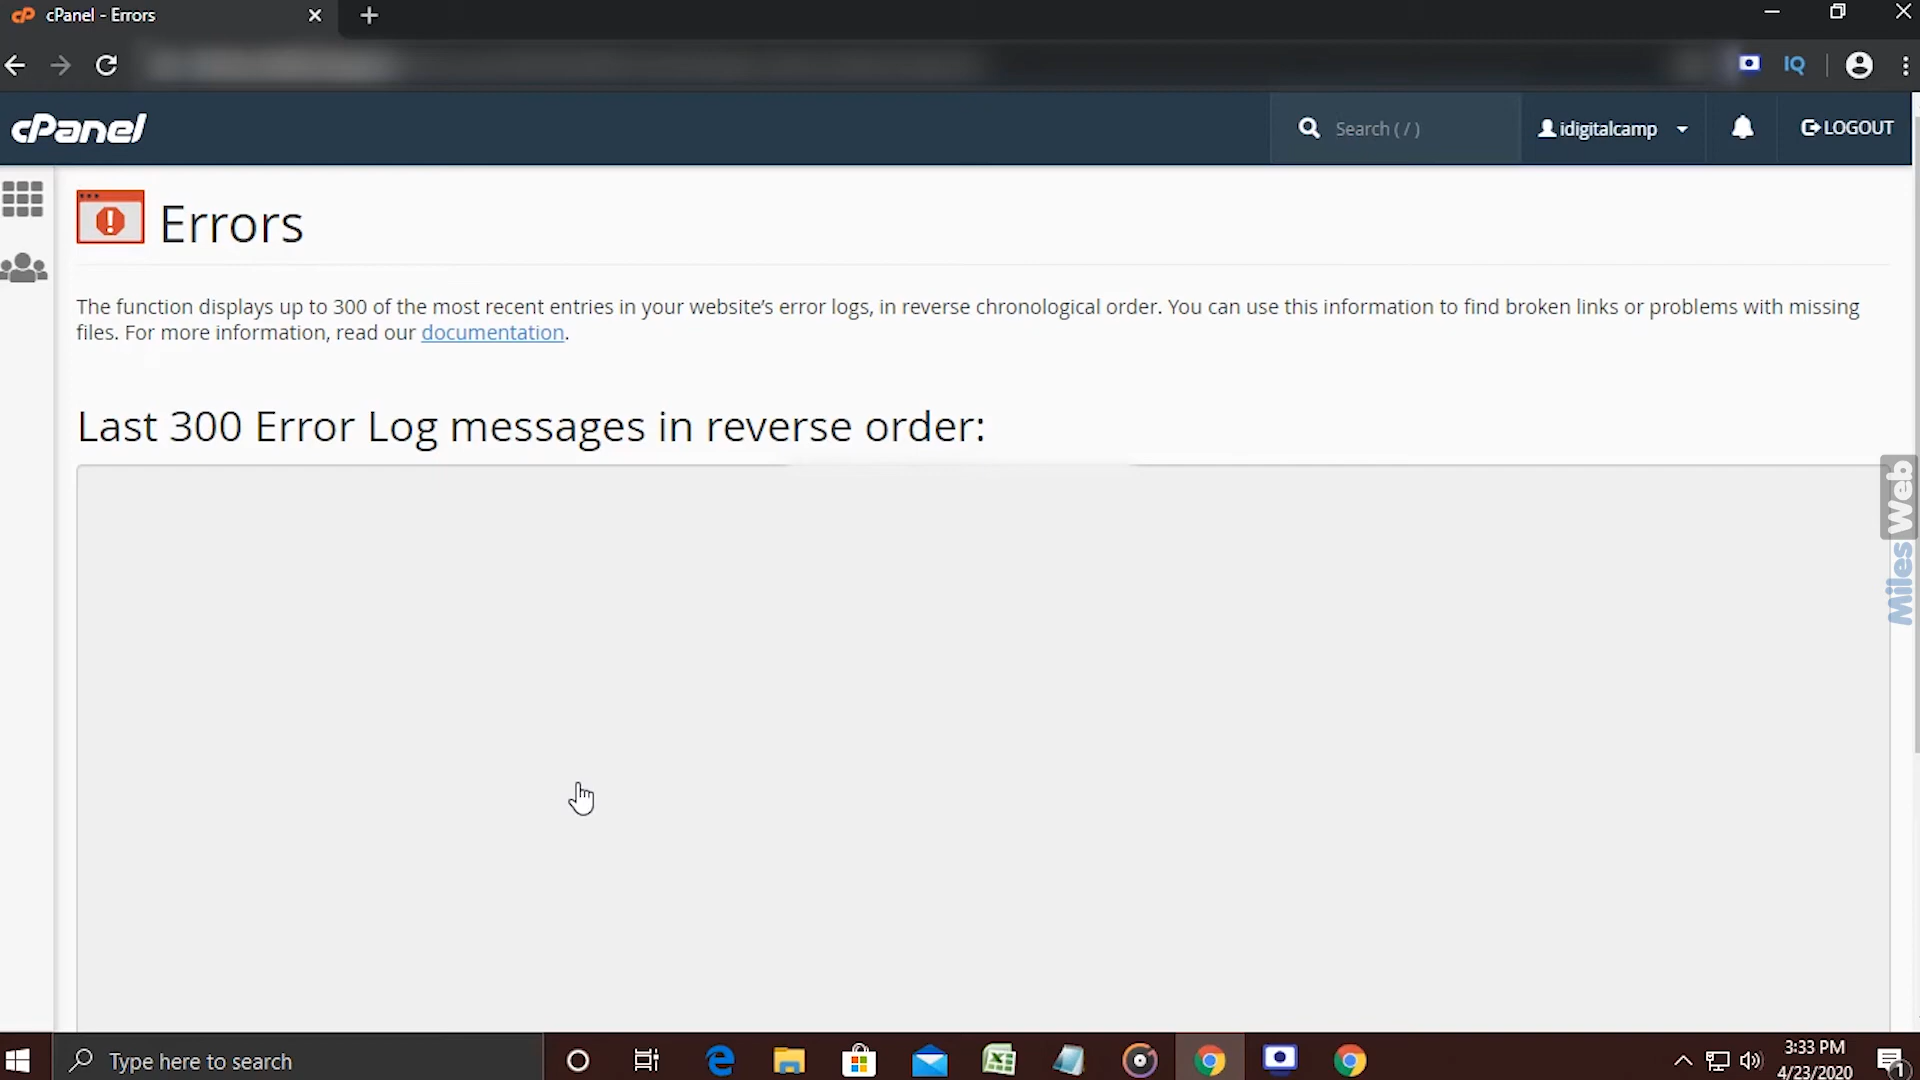 cPanel - Errors
IQ
cPanel
Search ( / )
idigitalcamp
LOGOUT
Errors
The function displays up to 300 of the most recent entries in your website’s error logs, in reverse chronological order. You can use this information to find broken links or problems with missing
files. For more information, read our documentation.
Last 300 Error Log messages in reverse order:
MilesWeb
Type here to search
3:33 PM
4/23/2020
1